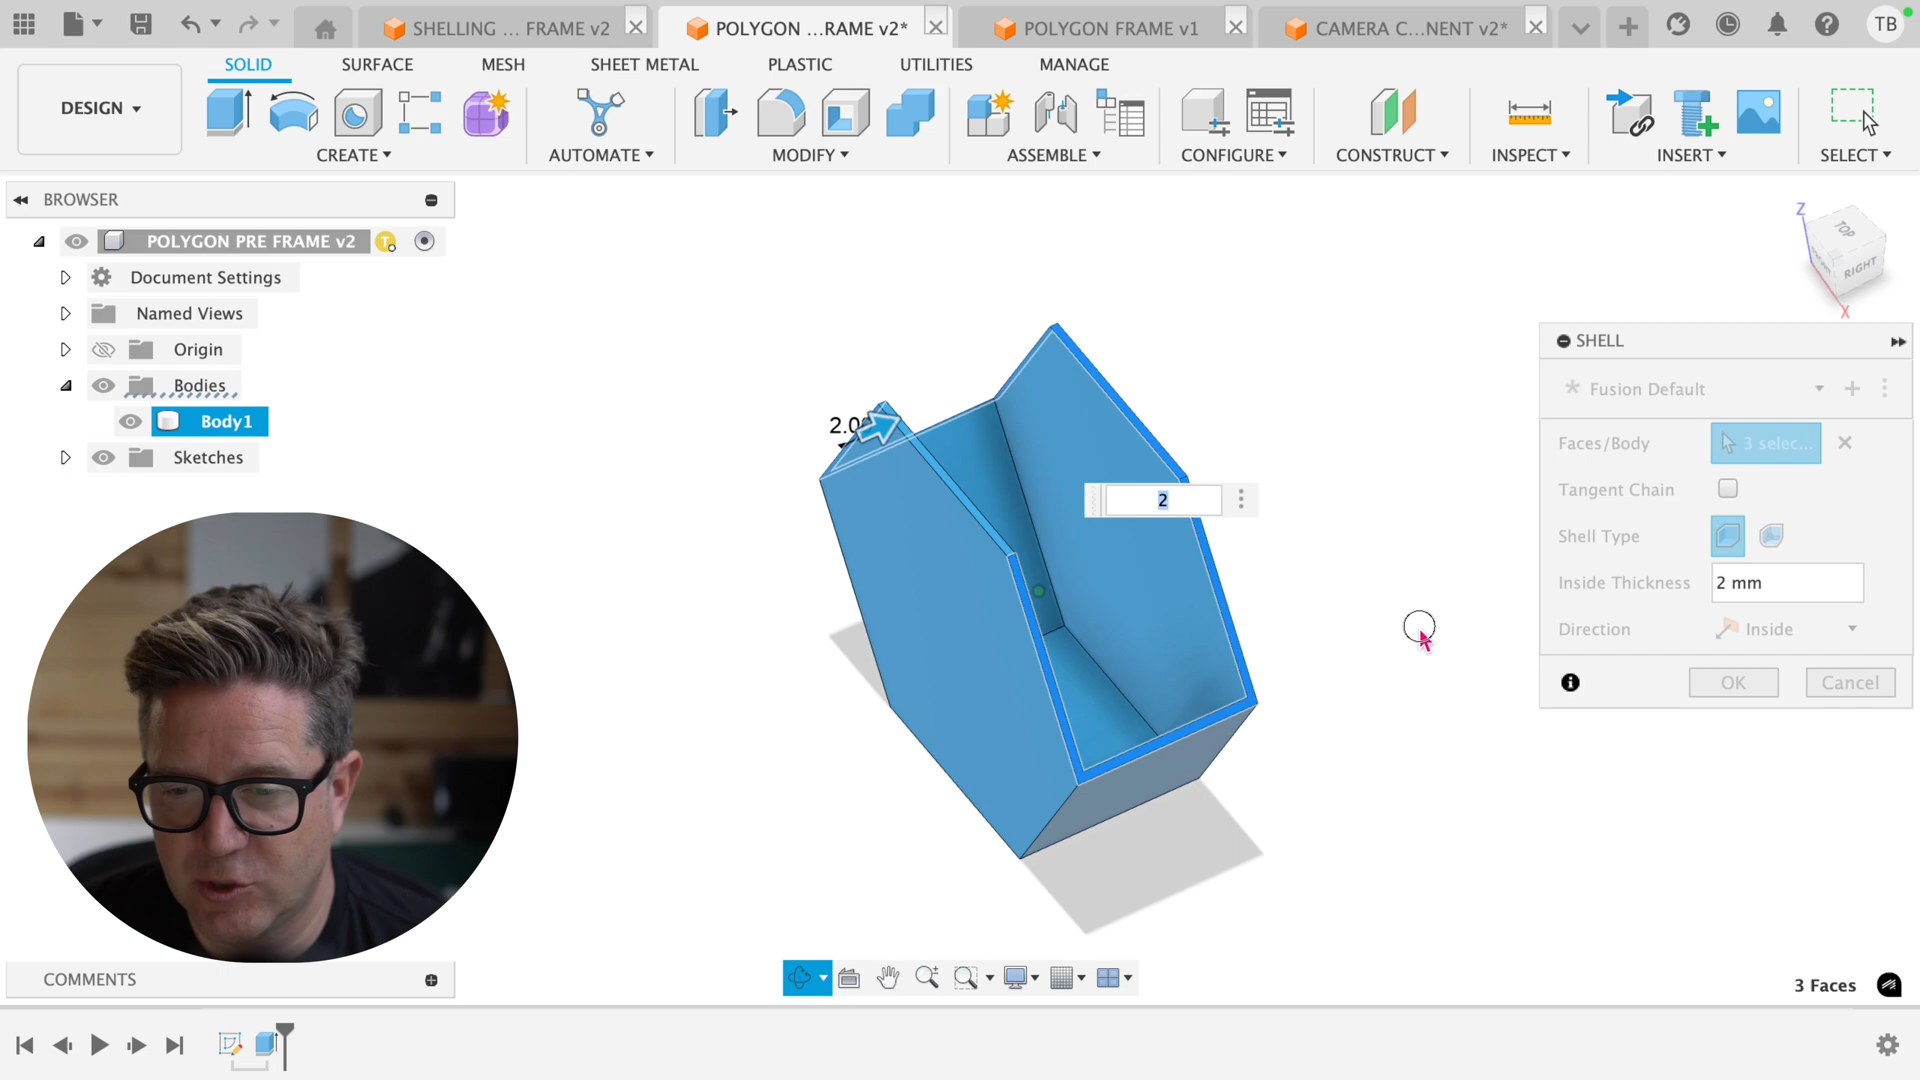 SHELLING ... FRAME v2
POLYGON ...RAME v2*
POLYGON FRAME v1
CAMERA C...NENT v2*
TB
DESIGN
SOLID
SURFACE
MESH
SHEET METAL
PLASTIC
UTILITIES
MANAGE
CREATE
AUTOMATE
MODIFY
ASSEMBLE
CONFIGURE
CONSTRUCT
INSPECT
INSERT
SELECT
BROWSER
POLYGON PRE FRAME v2
Document Settings
Named Views
Origin
Bodies
Body1
Sketches
Z
TOP
RIGHT
X
2.0
2
SHELL
* Fusion Default
Faces/Body
3 selec...
Tangent Chain
Shell Type
Inside Thickness
2 mm
Direction
Inside
OK
Cancel
COMMENTS
3 Faces